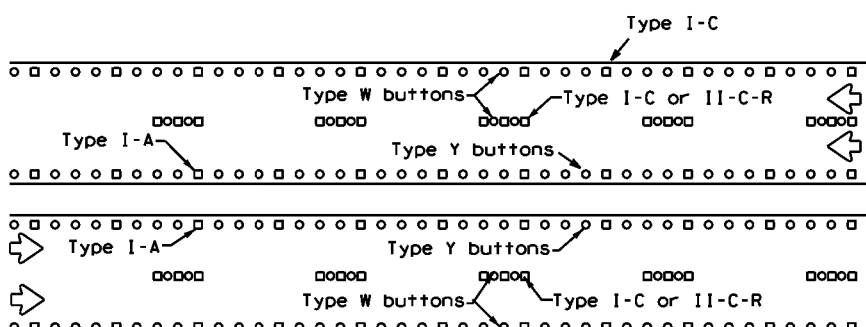 Type I-C
Type W buttons
Type I-C or II-C-R
Type I-A
Type Y buttons
Type I-A
Type Y buttons
Type W buttons
Type I-C or II-C-R